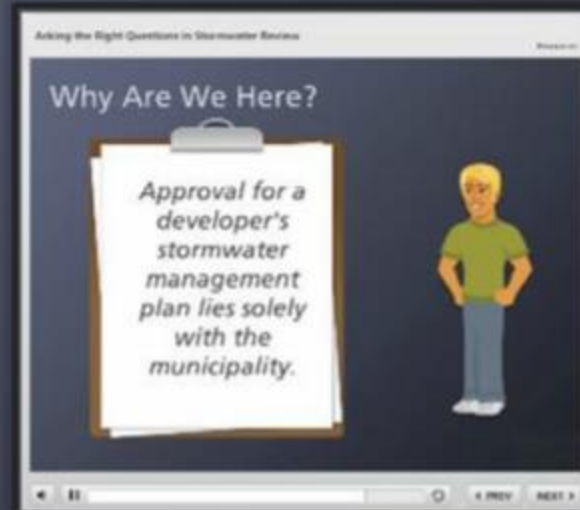 Asking the Right Questions in Stormwater Review
Why Are We Here?
Approval for a
developer's
stormwater
management
plan lies solely
with the
municipality.
< PREV
NEXT >